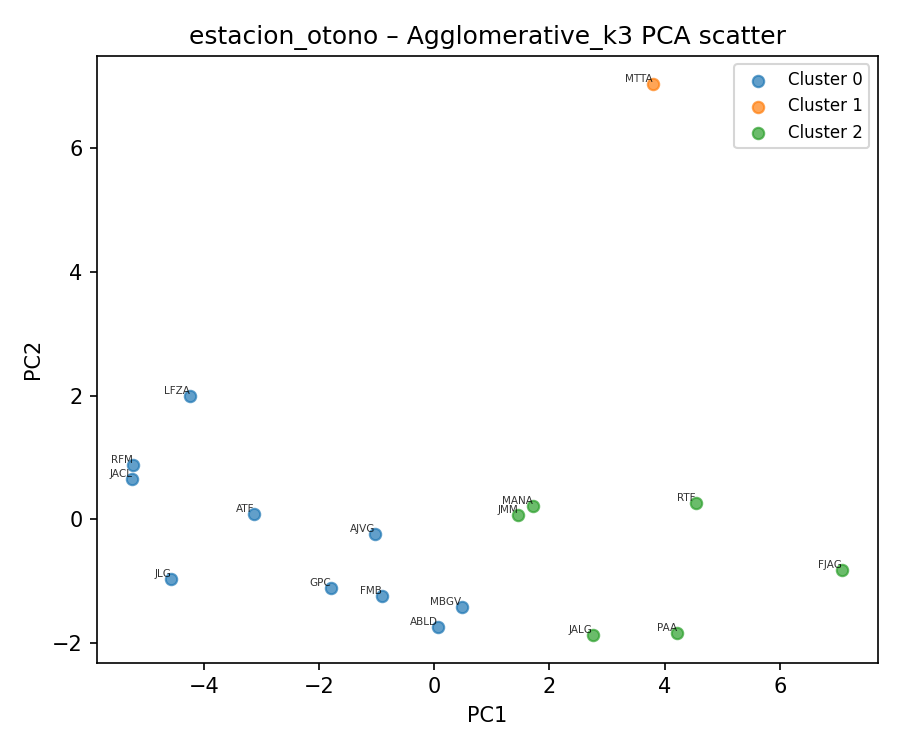 estacion_otono – Agglomerative_k3 PCA scatter
MTTA
Cluster 0
Cluster 1
Cluster 2
6
4
PC2
2
LFZA
RFM
JACL
MANA
RTF
0
ATF
JMM
AJVG
FJAG
JLG
GPC
FMB
MBGV
ABLD
JALG
PAA
−2
−4
−2
0
2
4
6
PC1